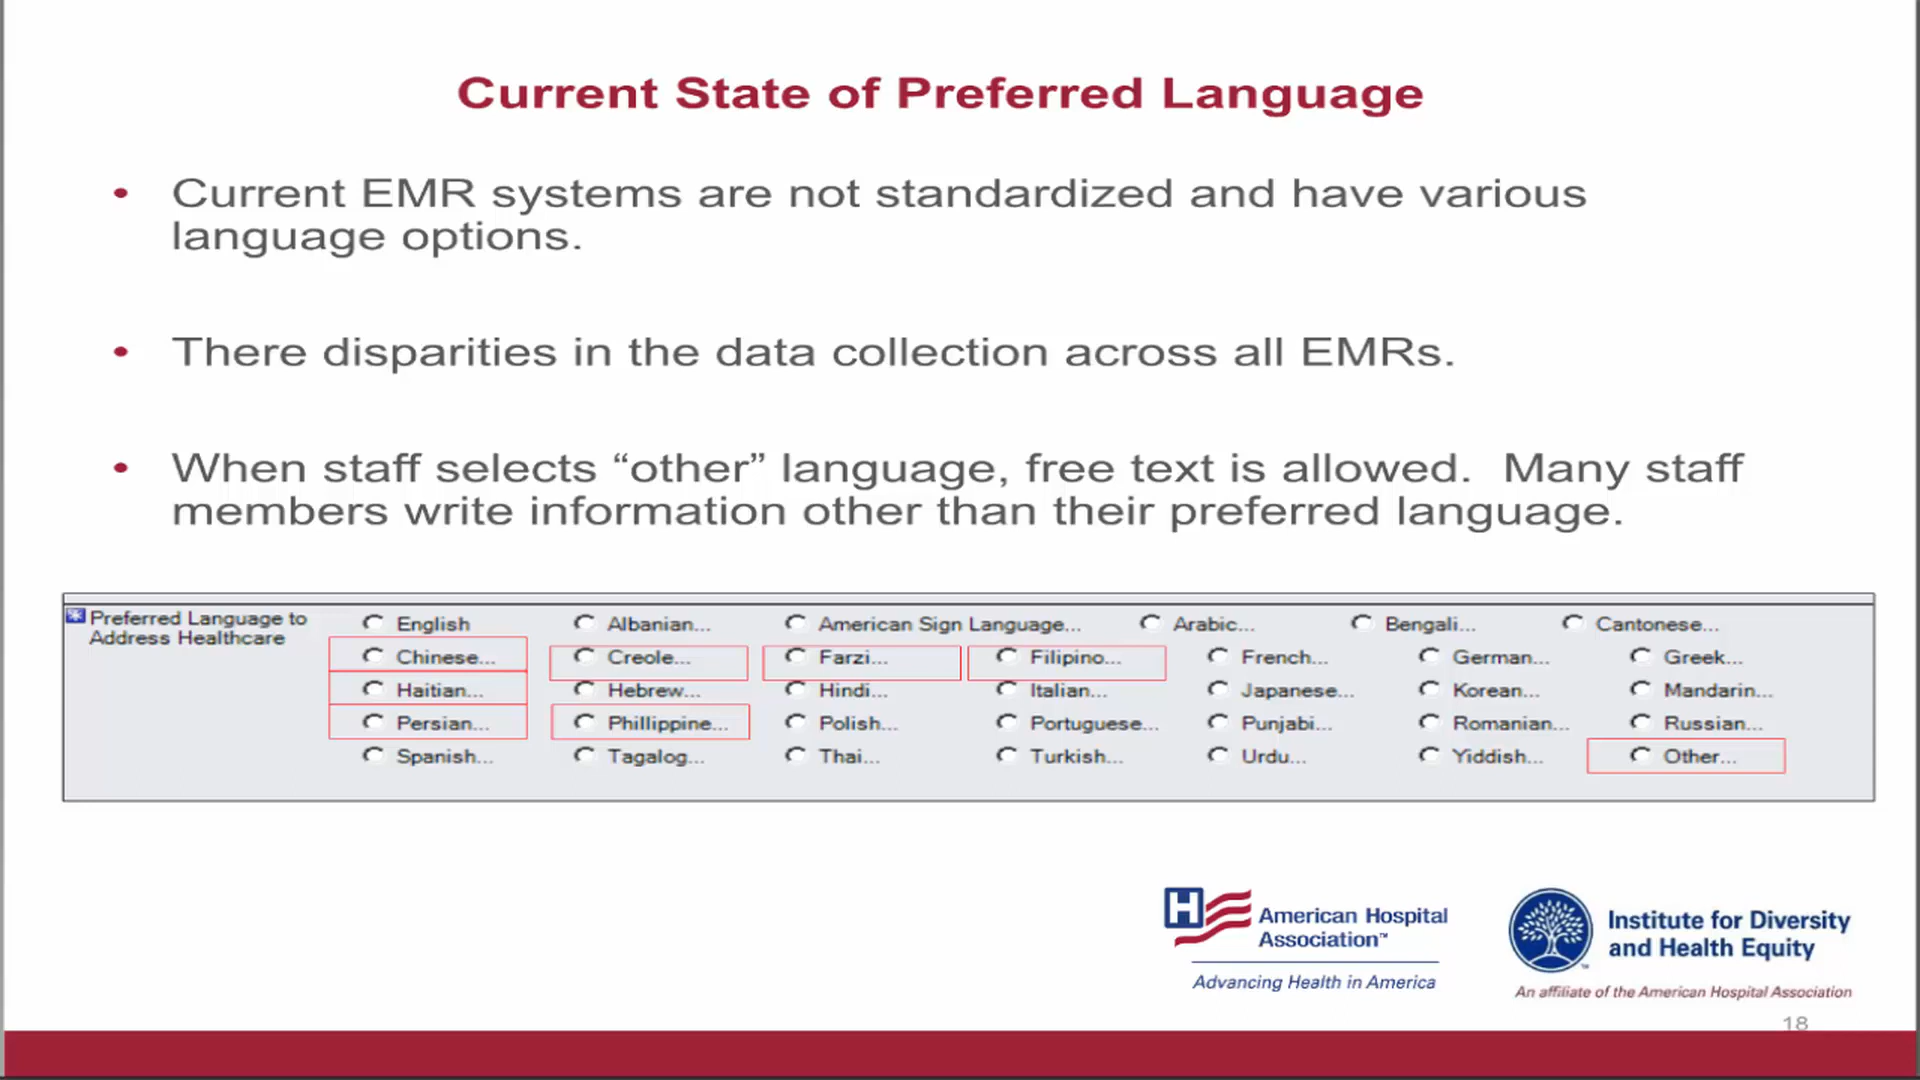 Current State of Preferred Language
• Current EMR systems are not standardized and have various
language options.
• There disparities in the data collection across all EMRs.
• When staff selects “other” language, free text is allowed.  Many staff
members write information other than their preferred language.
Preferred Language to
Address Healthcare
English Albanian... American Sign Language... Arabic... Bengali... Cantonese...
Chinese... Creole... Farzi... Filipino... French... German... Greek...
Haitian... Hebrew... Hindi... Italian... Japanese... Korean... Mandarin...
Persian... Phillippine... Polish... Portuguese... Punjabi... Romanian... Russian...
Spanish... Tagalog... Thai... Turkish... Urdu... Yiddish... Other...
H American Hospital
Association™
Advancing Health in America
Institute for Diversity
and Health Equity
An affiliate of the American Hospital Association
18